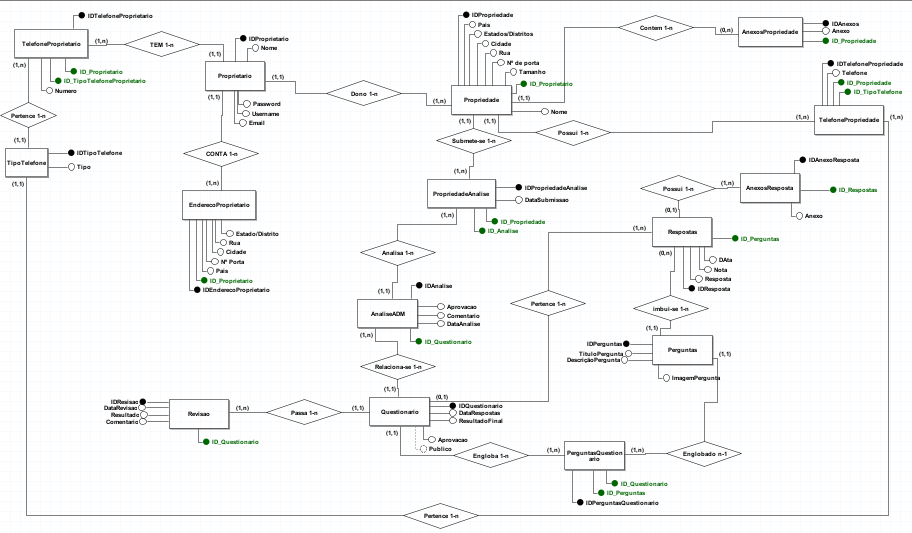 IDTelefoneProprietario
TelefoneProprietario
(1,n)
TEM 1-n
(1,1)
(1,n)
ID_Proprietario
ID_TipoTelefoneProprietario
Numero
Pertence 1-n
(1,1)
TipoTelefone
IDTipoTelefone
Tipo
(1,1)
IDProprietario
Nome
Proprietario
(1,1)
(1,1)
Password
Username
Email
CONTA 1-n
(1,n)
EnderecoProprietario
Estado/Distrito
Rua
Cidade
Nº Porta
Pais
ID_Proprietario
IDEnderecoProprietario
Dono 1-n
(1,n)
IDPropriedade
Pais
Estados/Distritos
Cidade
Rua
Nº de porta
Tamanho
ID_Proprietario
Propriedade
(1,1)
Nome
(1,1)
(1,1)
Contem 1-n
(0,n)
AnexosPropriedade
IDAnexos
Anexo
ID_Propriedade
IDTelefonePropriedade
Telefone
ID_Propriedade
ID_TipoTelefone
TelefonePropriedade
(1,n)
(1,n)
Possui 1-n
Submete-se 1-n
(1,n)
PropriedadeAnalise
IDPropriedadeAnalise
DataSubmissao
ID_Propriedade
ID_Analise
(1,n)
Analisa 1-n
(1,1)
AnaliseADM
IDAnalise
Aprovacao
Comentario
DataAnalise
ID_Questionario
(1,n)
Relaciona-se 1-n
(1,1)
Questionario
(0,1)
IDQuestionario
DataRespostas
ResultadoFinal
Aprovacao
Publico
(1,1)
(1,1)
Passa 1-n
(1,n)
Revisao
IDResisao
DataRevisao
Resultado
Comentario
ID_Questionario
Pertence 1-n
(1,n)
Possui 1-n
(1,n)
(0,1)
AnexosResposta
IDAnexoResposta
ID_Respostas
Anexo
Respostas
ID_Perguntas
DAta
Nota
Resposta
IDResposta
(0,n)
imbui-se 1-n
(1,1)
Perguntas
(1,1)
IDPerguntas
TituloPergunta
DescriçãoPergunta
ImagemPergunta
Englobado n-1
(1,n)
PerguntasQuestionario
(1,n)
Engloba 1-n
ID_Questionario
ID_Perguntas
IDPerguntasQuestionario
Pertence 1-n